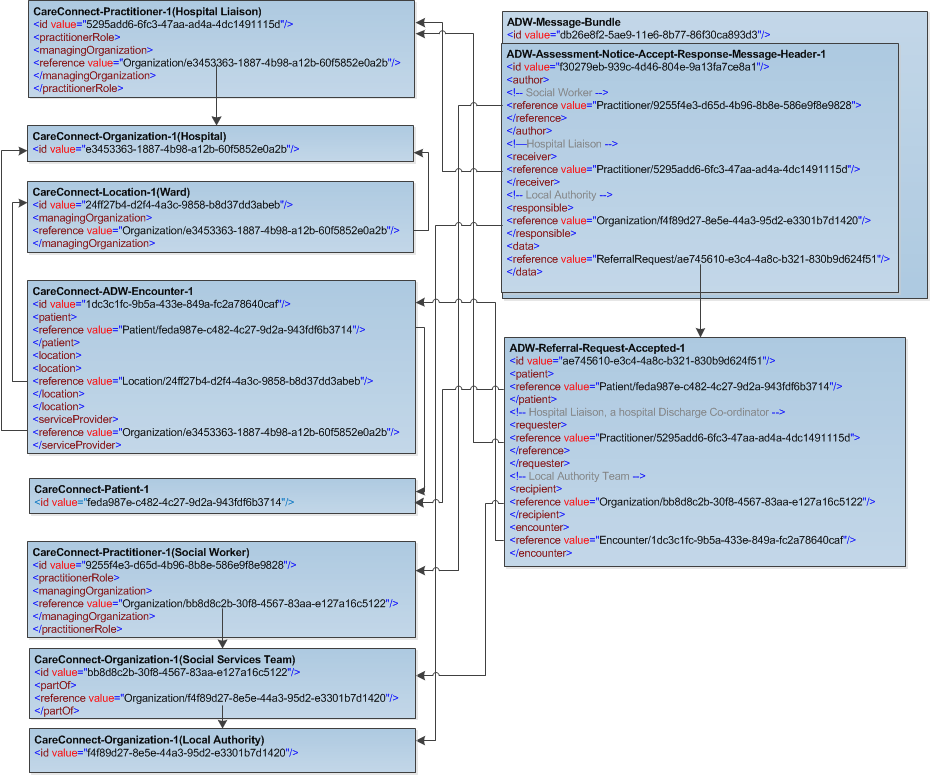 CareConnect-Practitioner-1(Hospital Liaison)
<id value="5295add6-6fc3-47aa-ad4a-4dc1491115d"/>
<practitionerRole>
<managingOrganization>
<reference value="Organization/e3453363-1887-4b98-a12b-60f5852e0a2b"/>
</managingOrganization>
</practitionerRole>
CareConnect-Organization-1(Hospital)
<id value="e3453363-1887-4b98-a12b-60f5852e0a2b"/>
CareConnect-Location-1(Ward)
<id value="24ff27b4-d2f4-4a3c-9858-b8d37dd3abeb"/>
<managingOrganization>
<reference value="Organization/e3453363-1887-4b98-a12b-60f5852e0a2b"/>
</managingOrganization>
CareConnect-ADW-Encounter-1
<id value="1dc3c1fc-9b5a-433e-849a-fc2a78640caf"/>
<patient>
<reference value="Patient/feda987e-c482-4c27-9d2a-943fdf6b3714"/>
</patient>
<location>
<location>
<reference value="Location/24ff27b4-d2f4-4a3c-9858-b8d37dd3abeb"/>
</location>
</location>
<serviceProvider>
<reference value="Organization/e3453363-1887-4b98-a12b-60f5852e0a2b"/>
</serviceProvider>
CareConnect-Patient-1
<id value="feda987e-c482-4c27-9d2a-943fdf6b3714"/>
CareConnect-Practitioner-1(Social Worker)
<id value="9255f4e3-d65d-4b96-8b8e-586e9f8e9828"/>
<practitionerRole>
<managingOrganization>
<reference value="Organization/bb8d8c2b-30f8-4567-83aa-e127a16c5122"/>
</managingOrganization>
</practitionerRole>
CareConnect-Organization-1(Social Services Team)
<id value="bb8d8c2b-30f8-4567-83aa-e127a16c5122"/>
<partOf>
<reference value="Organization/f4f89d27-8e5e-44a3-95d2-e3301b7d1420"/>
</partOf>
CareConnect-Organization-1(Local Authority)
<id value="f4f89d27-8e5e-44a3-95d2-e3301b7d1420"/>
ADW-Message-Bundle
<id value="db26e8f2-5ae9-11e6-8b77-86f30ca893d3"/>
ADW-Assessment-Notice-Accept-Response-Message-Header-1
<id value="f30279eb-939c-4d46-804e-9a13fa7ce8a1"/>
<author>
<!-- Social Worker -->
<reference value="Practitioner/9255f4e3-d65d-4b96-8b8e-586e9f8e9828">
</reference>
</author>
<!—Hospital Liaison -->
<receiver>
<reference value="Practitioner/5295add6-6fc3-47aa-ad4a-4dc1491115d"/>
</receiver>
<!-- Local Authority -->
<responsible>
<reference value="Organization/f4f89d27-8e5e-44a3-95d2-e3301b7d1420"/>
</responsible>
<data>
<reference value="ReferralRequest/ae745610-e3c4-4a8c-b321-830b9d624f51"/>
</data>
ADW-Referral-Request-Accepted-1
<id value="ae745610-e3c4-4a8c-b321-830b9d624f51"/>
<patient>
<reference value="Patient/feda987e-c482-4c27-9d2a-943fdf6b3714"/>
</patient>
<!-- Hospital Liaison, a hospital Discharge Co-ordinator -->
<requester>
<reference value="Practitioner/5295add6-6fc3-47aa-ad4a-4dc1491115d">
</reference>
</requester>
<!-- Local Authority Team -->
<recipient>
<reference value="Organization/bb8d8c2b-30f8-4567-83aa-e127a16c5122"/>
</recipient>
<encounter>
<reference value="Encounter/1dc3c1fc-9b5a-433e-849a-fc2a78640caf"/>
</encounter>